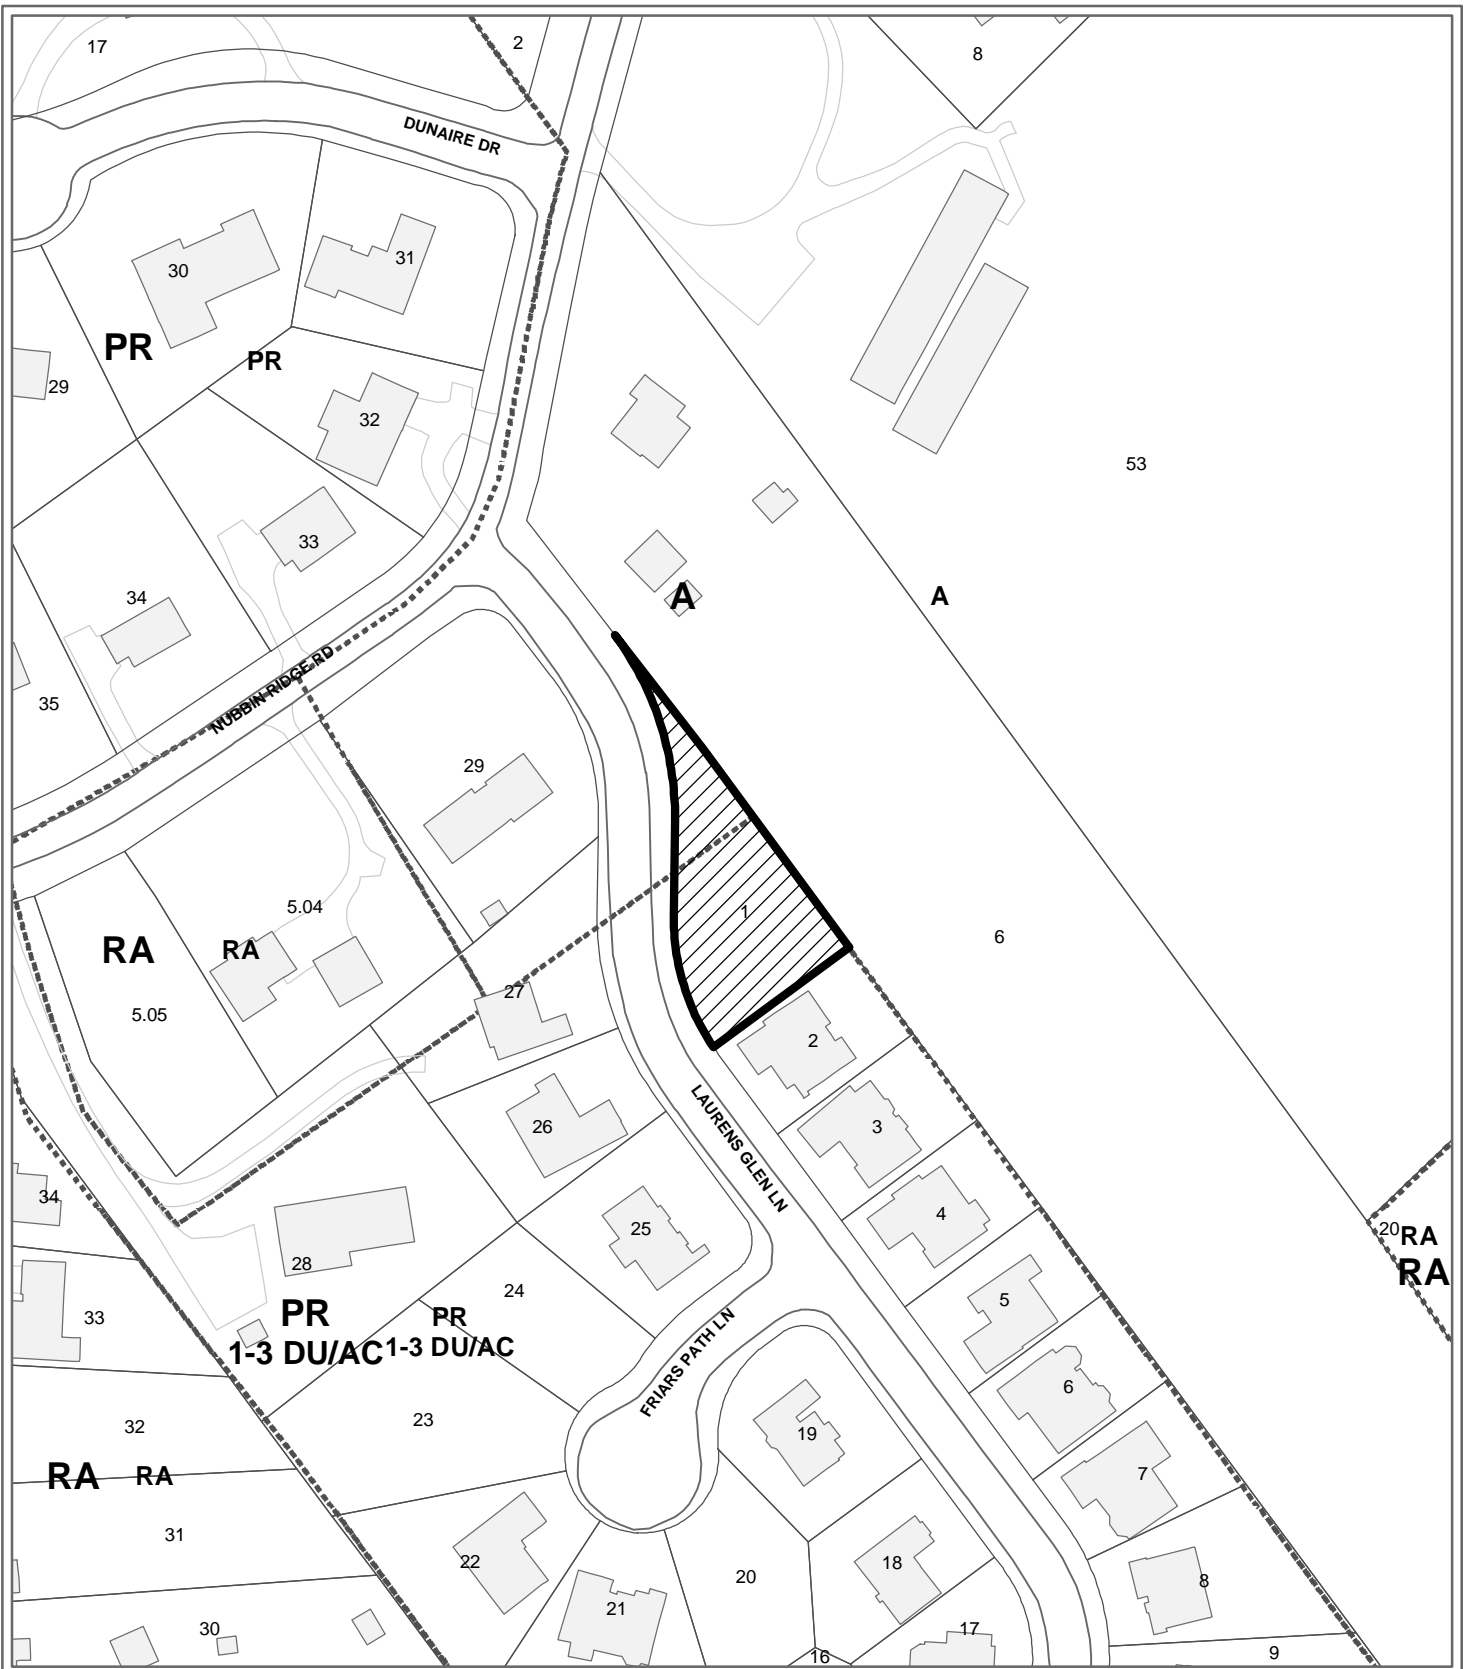 17
2
8
DUNAIRE DR
30
31
PR
PR
29
32
53
33
A
A
34
NUBBIN RIDGE RD
35
29
5.04
1
RA
RA
6
27
5.05
2
LAURENS GLEN LN
26
3
34
4
25
20
RA
RA
28
24
5
33
PR
1-3 DU/AC
PR
1-3 DU/AC
FRIARS PATH LN
6
32
23
19
RA
RA
7
31
22
18
20
8
21
30
17
16
9